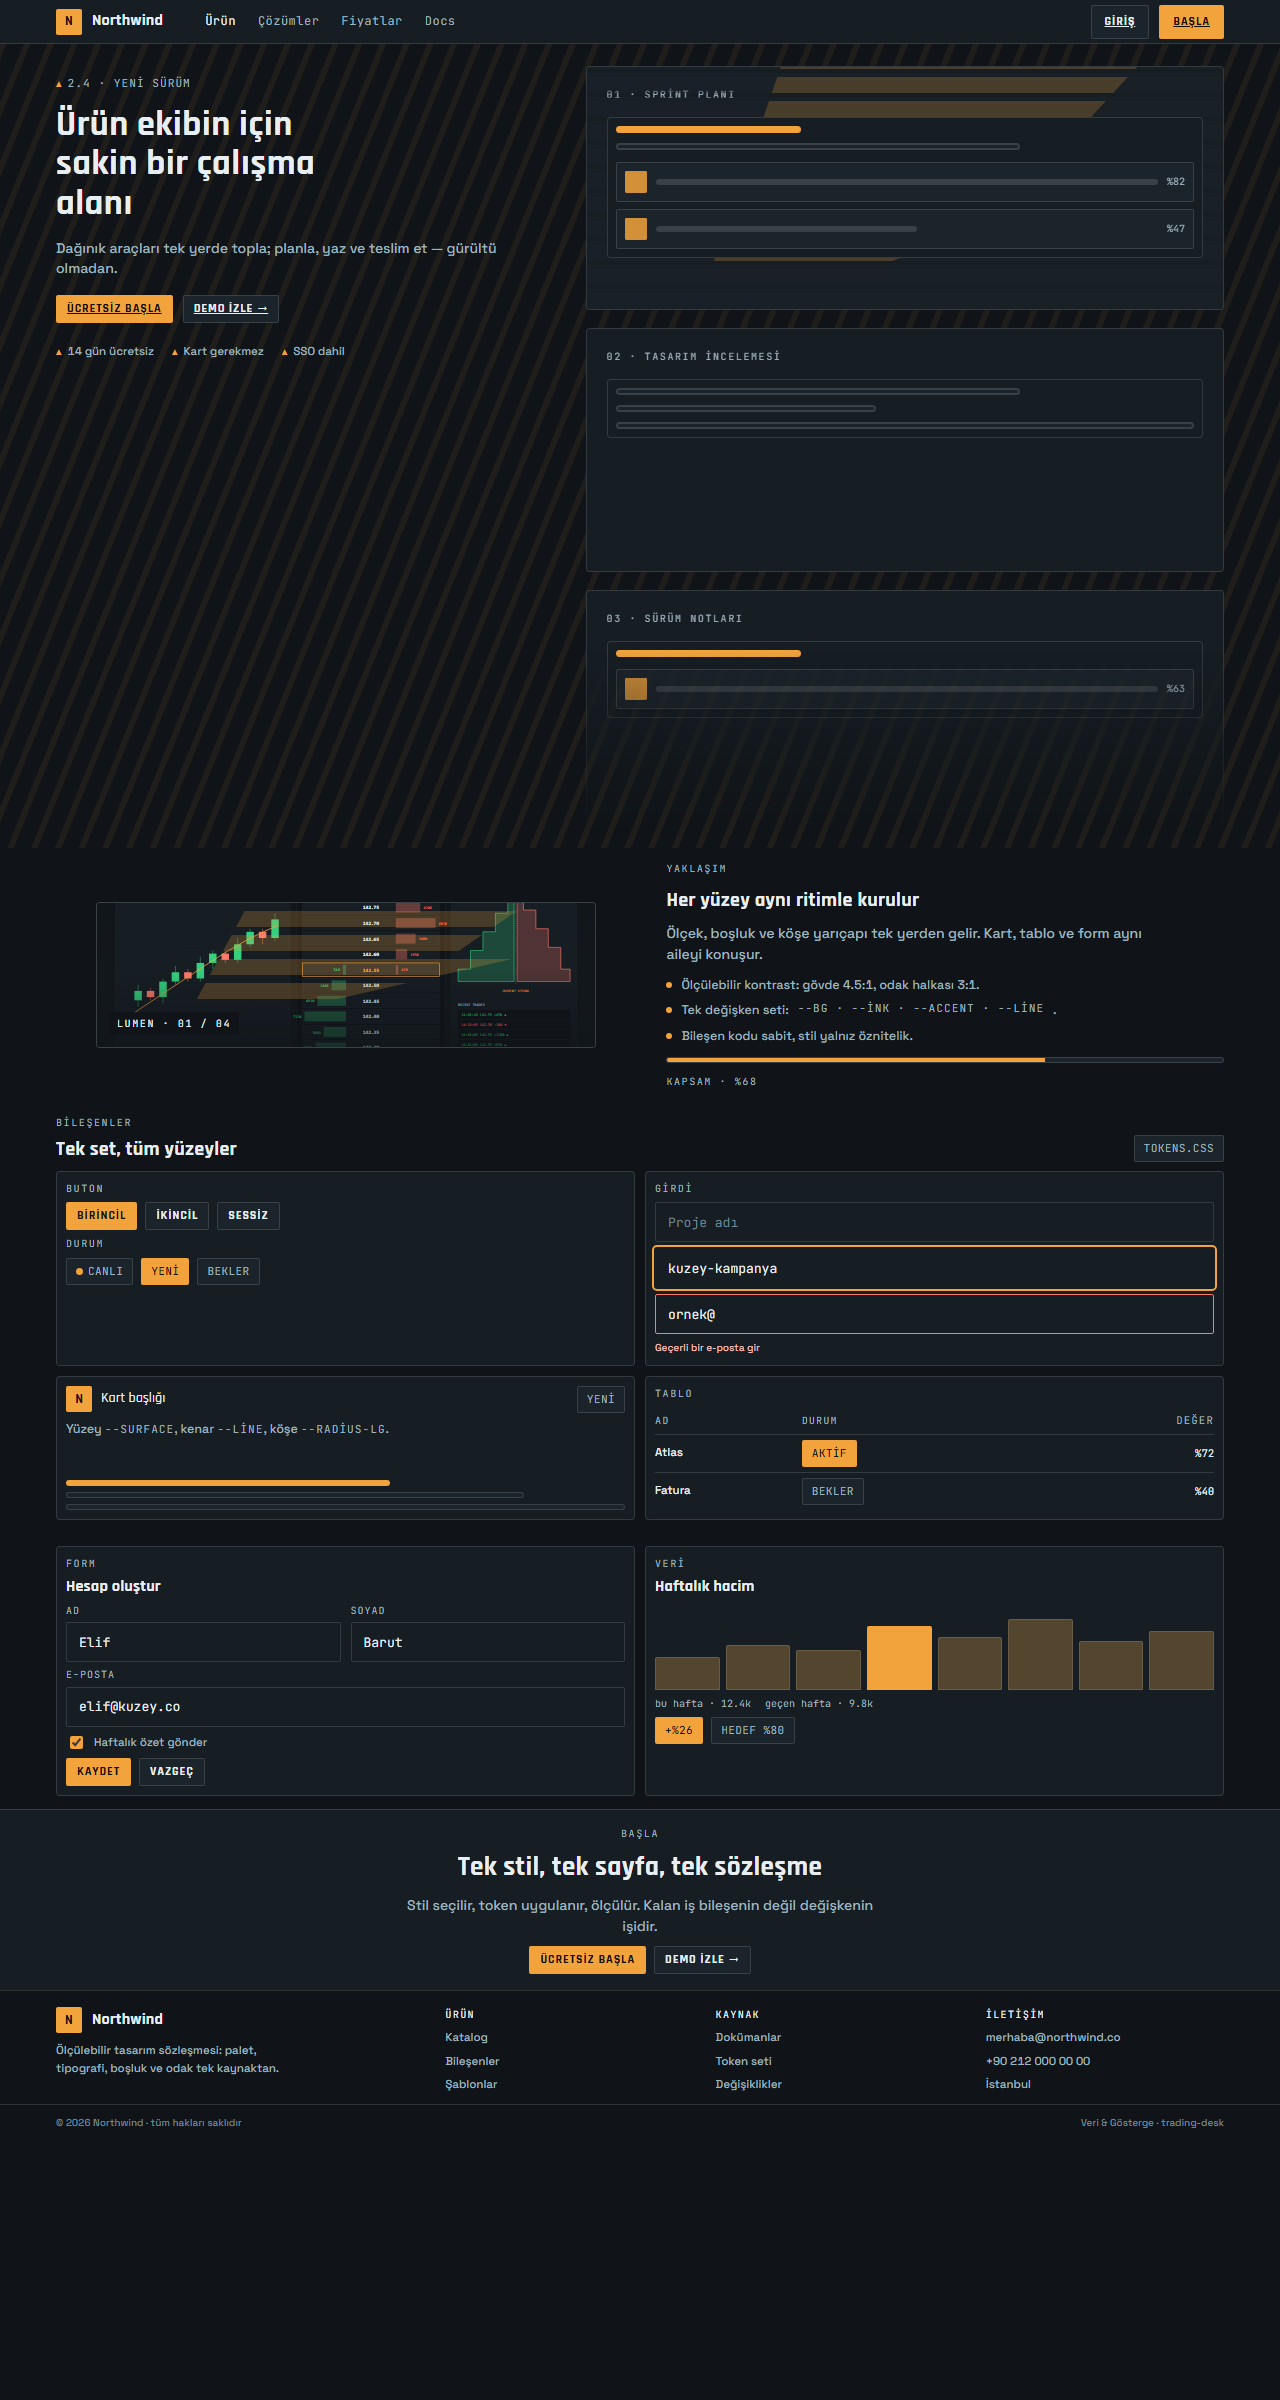 N Northwind Ürün Çözümler Fiyatlar Docs GİRİŞ BAŞLA
▲ 2.4 · YENİ SÜRÜM
Ürün ekibin için
sakin bir çalışma
alanı
Dağınık araçları tek yerde topla; planla, yaz ve teslim et — gürültü
olmadan.
ÜCRETSİZ BAŞLA DEMO İZLE →
▲ 14 gün ücretsiz ▲ Kart gerekmez ▲ SSO dahil
01 · SPRİNT PLANI
%82
%47
02 · TASARIM İNCELEMESİ
03 · SÜRÜM NOTLARI
%63
LUMEN · 01 / 04
YAKLAŞIM
Her yüzey aynı ritimle kurulur
Ölçek, boşluk ve köşe yarıçapı tek yerden gelir. Kart, tablo ve form aynı
aileyi konuşur.
Ölçülebilir kontrast: gövde 4.5:1, odak halkası 3:1.
Tek değişken seti: --BG · --İNK · --ACCENT · --LİNE .
Bileşen kodu sabit, stil yalnız öznitelik.
KAPSAM · %68
BİLEŞENLER
Tek set, tüm yüzeyler
TOKENS.CSS
BUTON
BİRİNCİL İKİNCİL SESSİZ
DURUM
CANLI YENİ BEKLER
GİRDİ
Proje adı
kuzey-kampanya
ornek@
Geçerli bir e-posta gir
N Kart başlığı YENİ
Yüzey --SURFACE, kenar --LİNE, köşe --RADİUS-LG.
TABLO
AD DURUM DEĞER
Atlas AKTİF %72
Fatura BEKLER %40
FORM
Hesap oluştur
AD SOYAD
Elif Barut
E-POSTA
elif@kuzey.co
Haftalık özet gönder
KAYDET VAZGEÇ
VERİ
Haftalık hacim
bu hafta · 12.4k geçen hafta · 9.8k
+%26 HEDEF %80
BAŞLA
Tek stil, tek sayfa, tek sözleşme
Stil seçilir, token uygulanır, ölçülür. Kalan iş bileşenin değil değişkenin
işidir.
ÜCRETSİZ BAŞLA DEMO İZLE →
N Northwind
Ölçülebilir tasarım sözleşmesi: palet,
tipografi, boşluk ve odak tek kaynaktan.
ÜRÜN
Katalog
Bileşenler
Şablonlar
KAYNAK
Dokümanlar
Token seti
Değişiklikler
İLETİŞİM
merhaba@northwind.co
+90 212 000 00 00
İstanbul
© 2026 Northwind · tüm hakları saklıdır
Veri & Gösterge · trading-desk